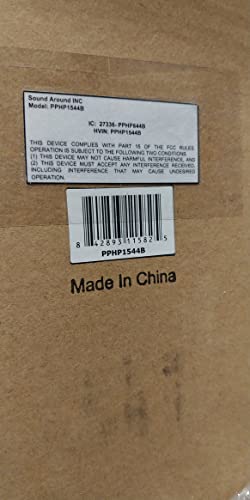 Sound Around INC
Model: PPHP1544B
IC: 27336- PPHP844B
HVIN: PPHP1544B
THIS DEVICE COMPLIES WITH PART 15 OF THE FCC RULES
OPERATION IS SUBJECT TO THE FOLLOWING TWO CONDITIONS
(1) THIS DEVICE MAY NOT CAUSE HARMFUL INTERFERENCE, AND
(2) THIS DEVICE MUST ACCEPT ANY INTERFERENCE RECEIVED,
INCLUDING INTERFERENCE THAT MAY CAUSE UNDESIRED
OPERATION.
8 42893 11582 5
PPHP1544B
Made In China